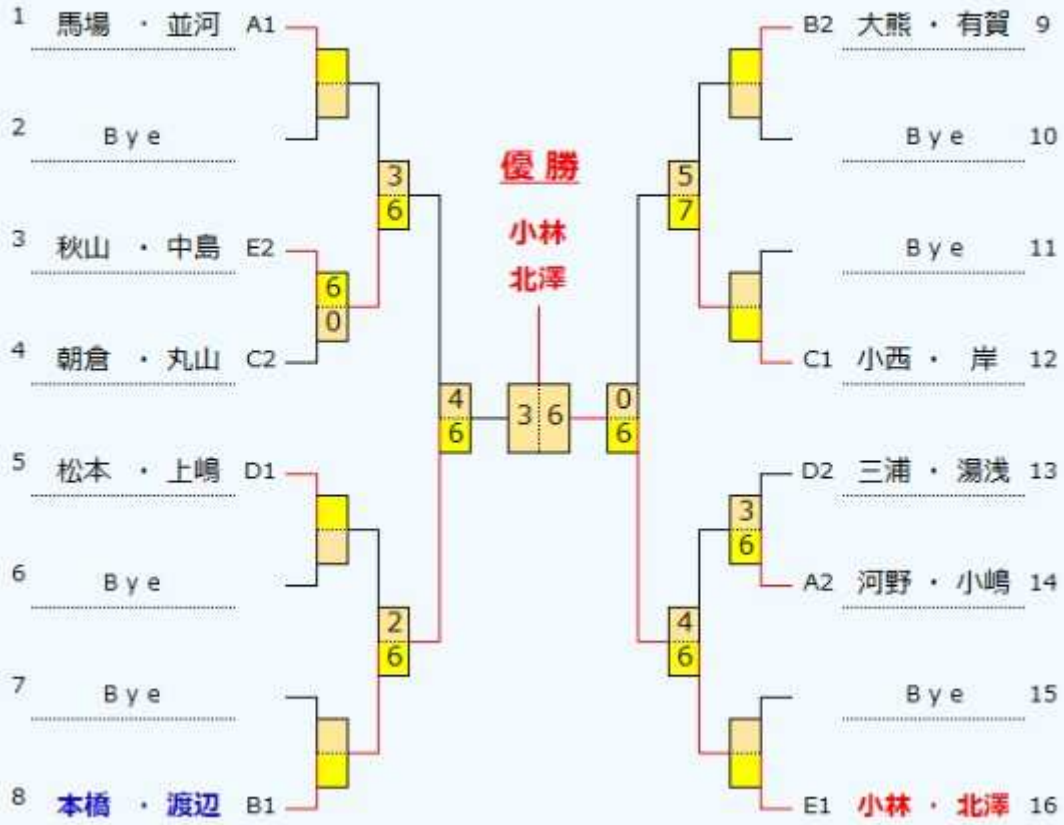 1 馬場 ・ 並河 A1
2 Bye
3 秋山 ・ 中島 E2
4 朝倉 ・ 丸山 C2
5 松本 ・ 上嶋 D1
6 Bye
7 Bye
8 本橋 ・ 渡辺 B1
6
0
3
6
2
6
4
6
優勝
小林
北澤
3 6
0
6
5
7
4
6
3
6
B2 大熊 ・ 有賀 9
Bye 10
Bye 11
C1 小西 ・ 岸 12
D2 三浦 ・ 湯浅 13
A2 河野 ・ 小嶋 14
Bye 15
E1 小林 ・ 北澤 16